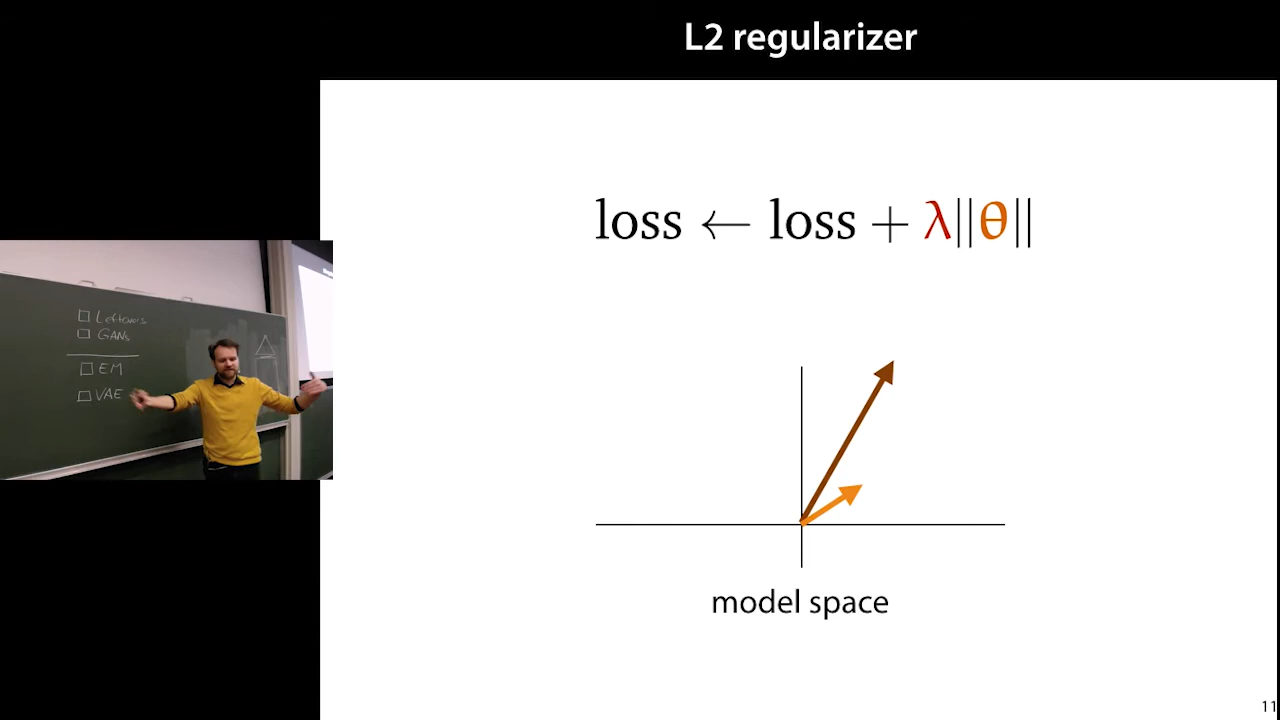 L2 regularizer
loss ← loss + λ||θ||
model space
11
Leftovers
GANs
EM
VAE